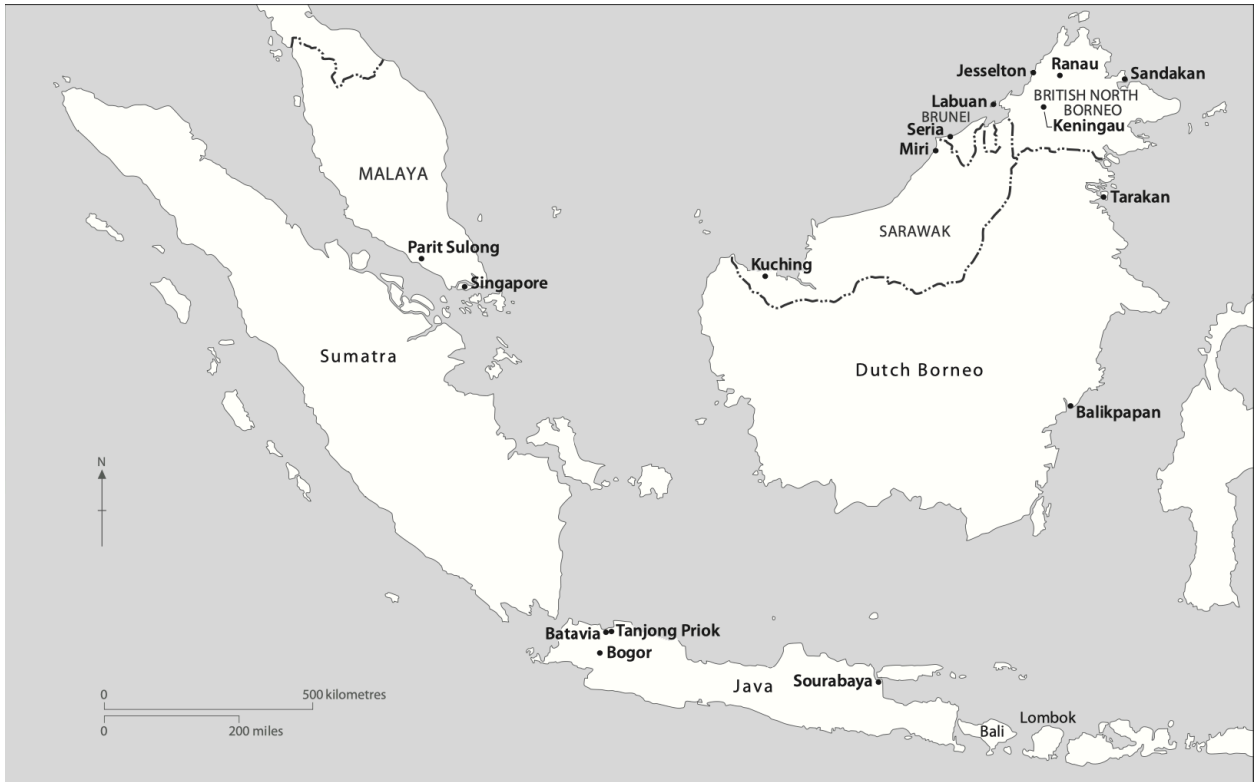 Jesselton
Ranau
Sandakan
Labuan
BRITISH NORTH
BORNEO
BRUNEI
Seria
Keningau
Miri
MALAYA
Tarakan
SARAWAK
Parit Sulong
Kuching
Singapore
Sumatra
Dutch Borneo
Balikpapan
N
Batavia
Tanjong Priok
Bogor
Java
Sourabaya
0 500 kilometres
0 200 miles
Lombok
Bali